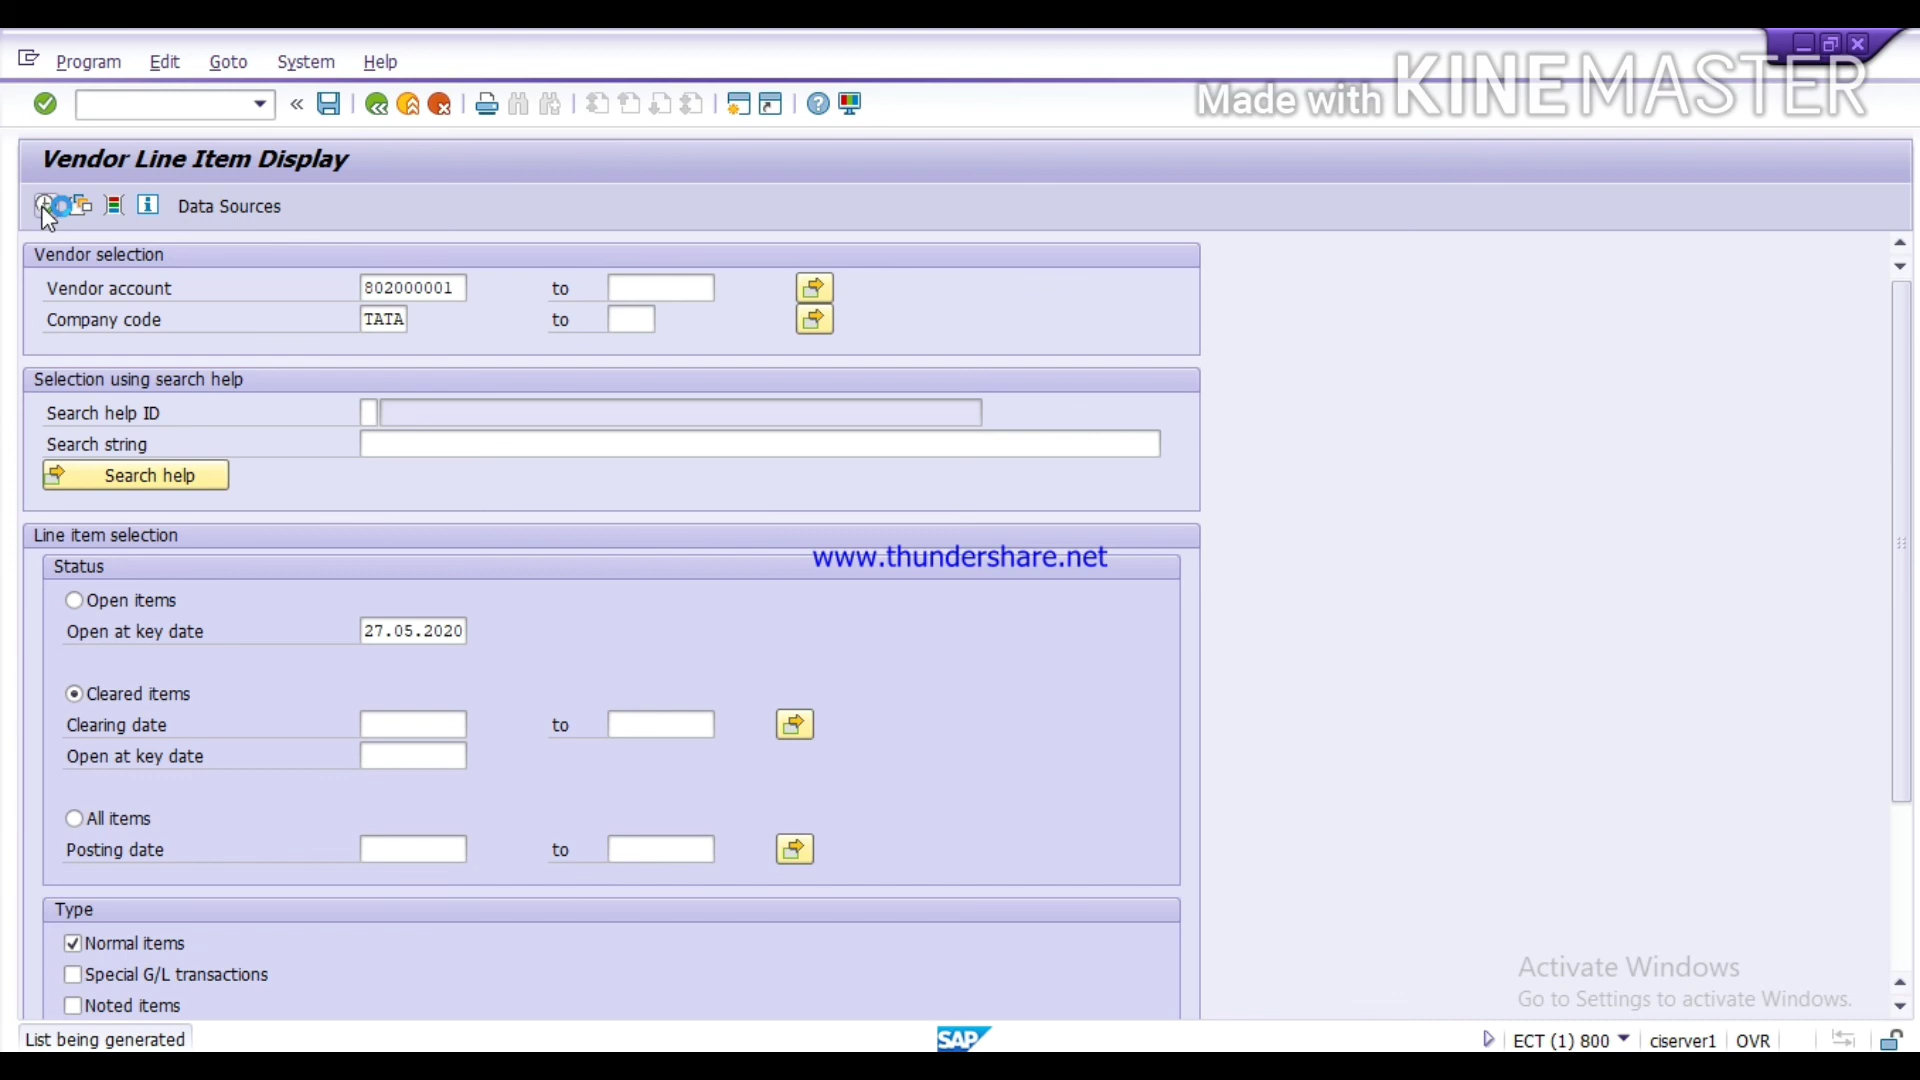 Program Edit Goto System Help
Made with KINEMASTER
Vendor Line Item Display
Data Sources
Vendor selection
Vendor account 802000001 to
Company code TATA to
Selection using search help
Search help ID
Search string
Search help
Line item selection
www.thundershare.net
Status
Open items
Open at key date 27.05.2020
Cleared items
Clearing date to
Open at key date
All items
Posting date to
Type
Normal items
Special G/L transactions
Noted items
Activate Windows
Go to Settings to activate Windows.
List being generated SAP ECT (1) 800 ciserver1 OVR